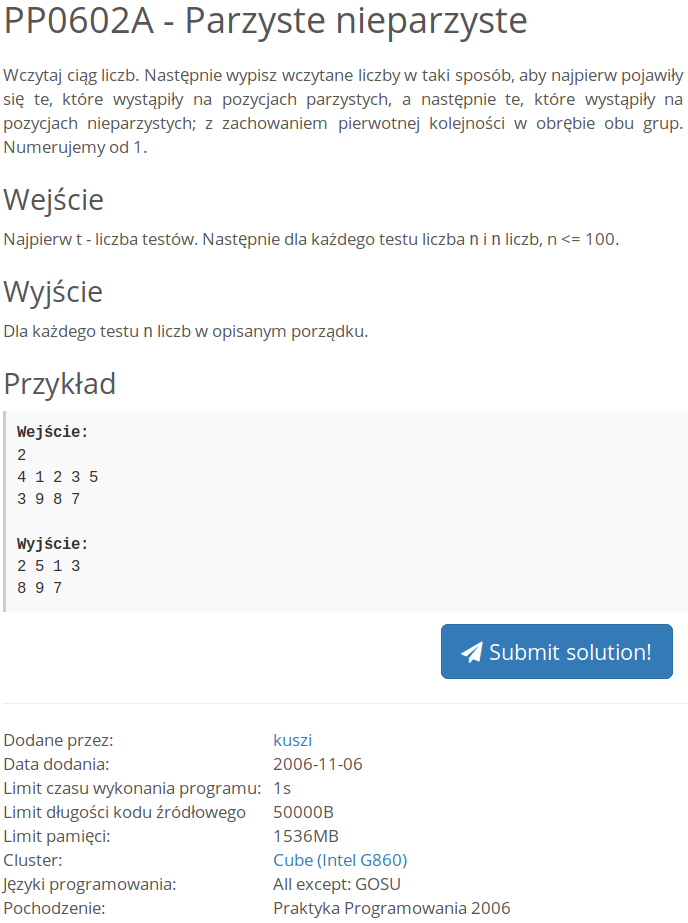 PP0602A - Parzyste nieparzyste
Wczytaj ciąg liczb. Następnie wypisz wczytane liczby w taki sposób, aby najpierw pojawiły
się te, które wystąpiły na pozycjach parzystych, a następnie te, które wystąpiły na
pozycjach nieparzystych; z zachowaniem pierwotnej kolejności w obrębie obu grup.
Numerujemy od 1.
Wejście
Najpierw t - liczba testów. Następnie dla każdego testu liczba n i n liczb, n <= 100.
Wyjście
Dla każdego testu n liczb w opisanym porządku.
Przykład
Wejście:
2
4 1 2 3 5
3 9 8 7
Wyjście:
2 5 1 3
8 9 7
Submit solution!
Dodane przez: kuszi
Data dodania: 2006-11-06
Limit czasu wykonania programu: 1s
Limit długości kodu źródłowego 50000B
Limit pamięci: 1536MB
Cluster: Cube (Intel G860)
Języki programowania: All except: GOSU
Pochodzenie: Praktyka Programowania 2006